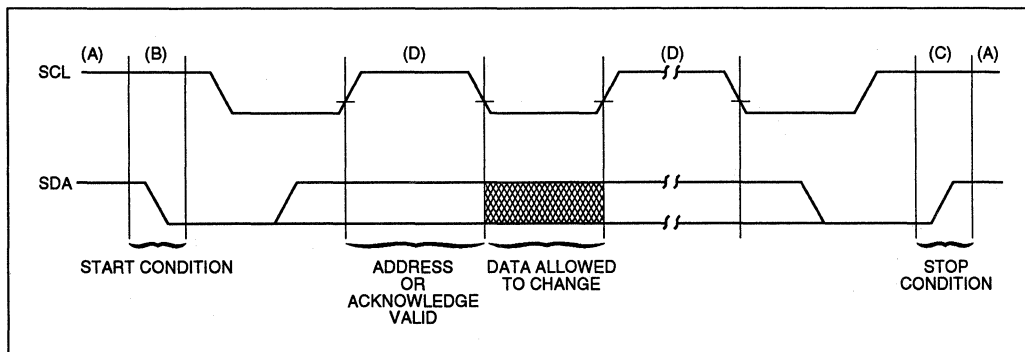 (A) (B) (D) (D) (C) (A)
SCL
SDA
START CONDITION
ADDRESS
OR
ACKNOWLEDGE
VALID
DATA ALLOWED
TO CHANGE
STOP
CONDITION